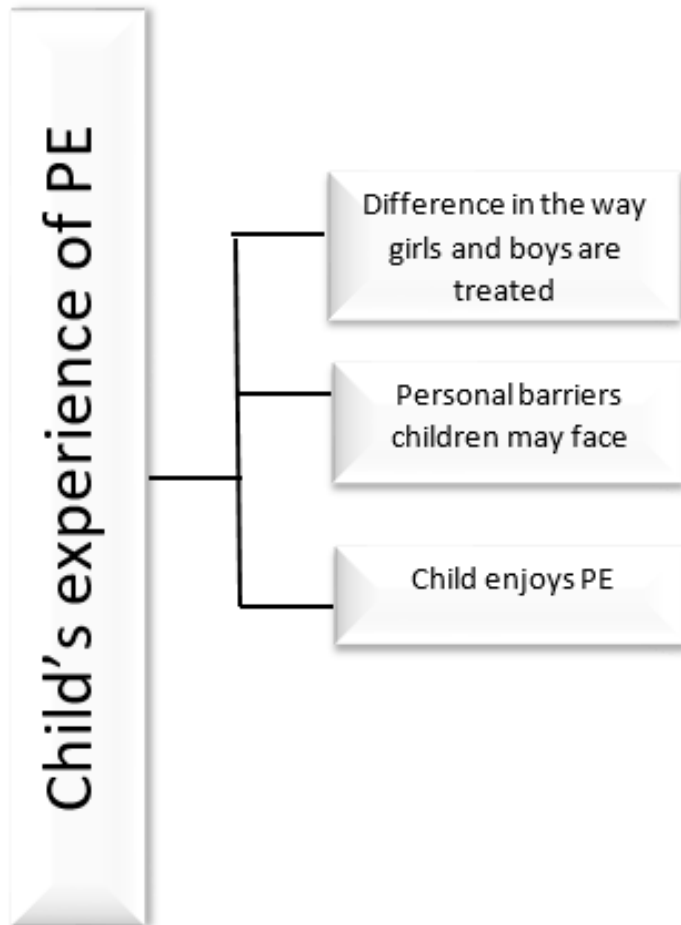 Child's experience of PE
Difference in the way
girls and boys are
treated
Personal barriers
children may face
Child enjoys PE